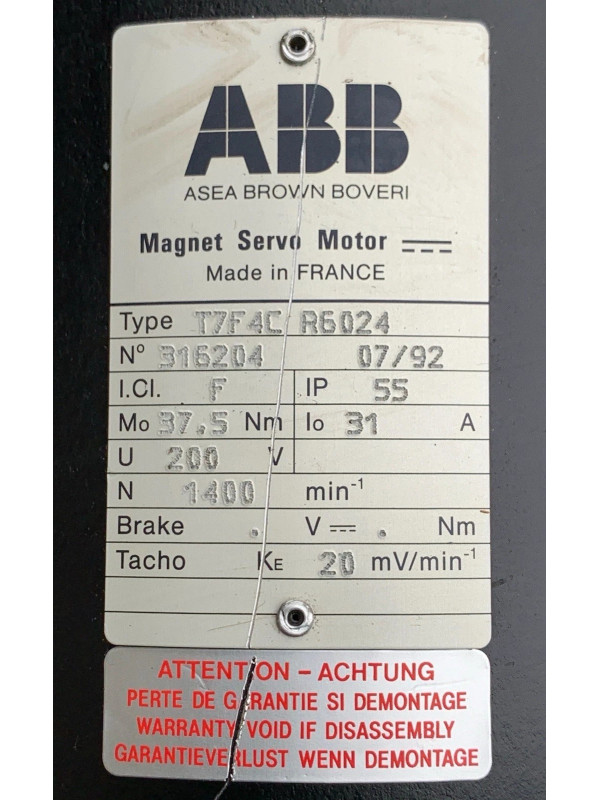 ABB
ASEA BROWN BOVERI
Magnet Servo Motor
Made in FRANCE
Type T7F4C R6024
Nº 316204 07/92
I.Cl. F IP 55
Mo 37.5 Nm Io 31 A
U 200 V
N 1400 min⁻¹
Brake . V . Nm
Tacho KE 20 mV/min⁻¹
ATTENTION – ACHTUNG
PERTE DE GARANTIE SI DEMONTAGE
WARRANTY VOID IF DISASSEMBLY
GARANTIEVERLUST WENN DEMONTAGE